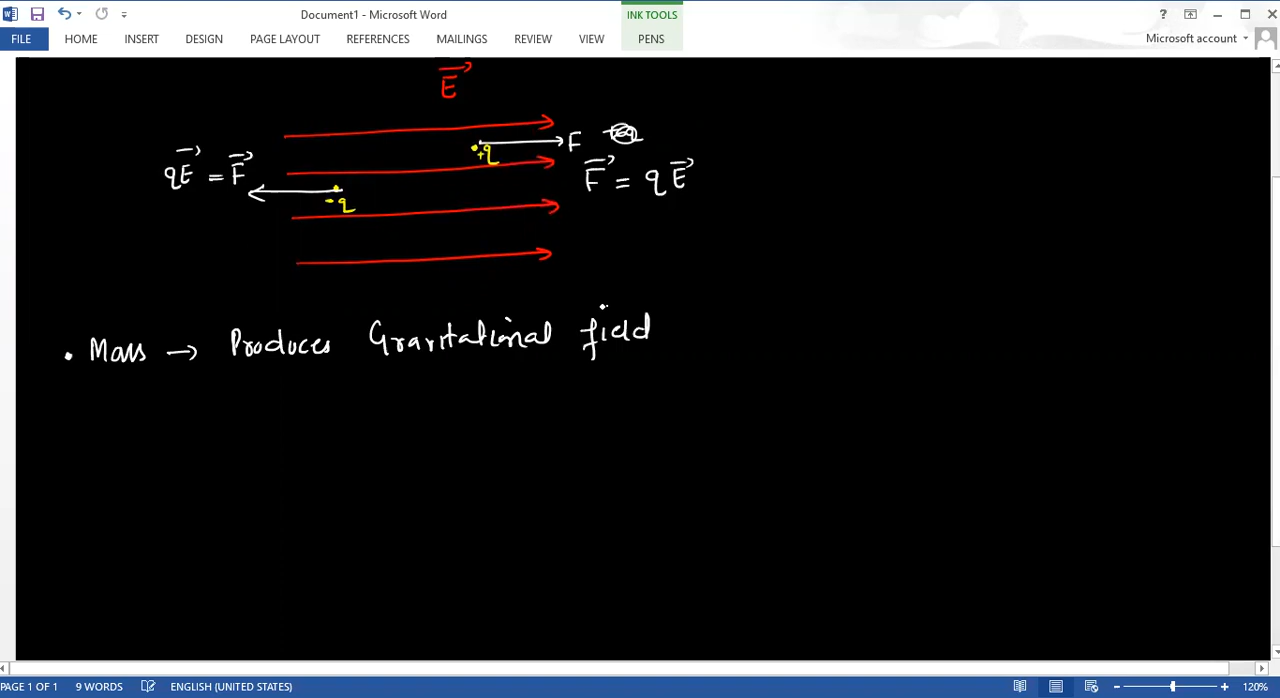 Document1 - Microsoft Word
INK TOOLS
FILE HOME INSERT DESIGN PAGE LAYOUT REFERENCES MAILINGS REVIEW VIEW PENS
Microsoft account
E
+q
F
qE = F
F = qE
-q
• Mass → Produces Gravitational field
PAGE 1 OF 1 9 WORDS ENGLISH (UNITED STATES) 120%